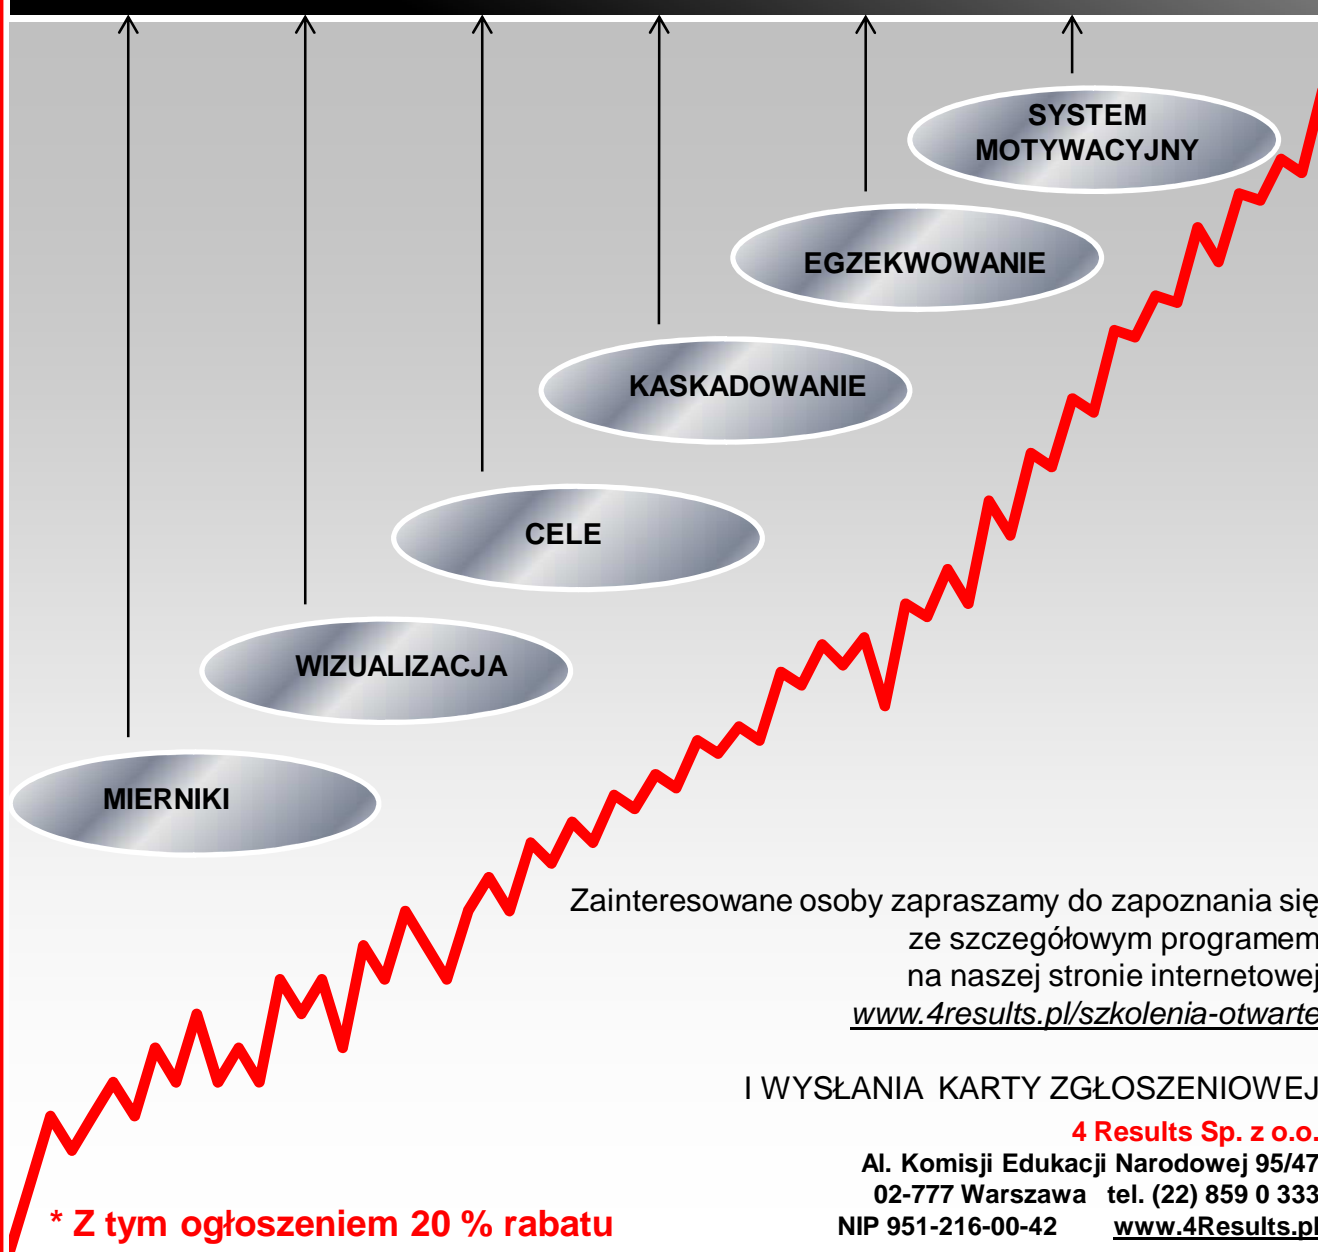 SYSTEM
MOTYWACYJNY
EGZEKWOWANIE
KASKADOWANIE
CELE
WIZUALIZACJA
MIERNIKI
Zainteresowane osoby zapraszamy do zapoznania się
ze szczegółowym programem
na naszej stronie internetowej
www.4results.pl/szkolenia-otwarte
I WYSŁANIA KARTY ZGŁOSZENIOWEJ
4 Results Sp. z o.o.
Al. Komisji Edukacji Narodowej 95/47
02-777 Warszawa tel. (22) 859 0 333
NIP 951-216-00-42 www.4Results.pl
* Z tym ogłoszeniem 20 % rabatu